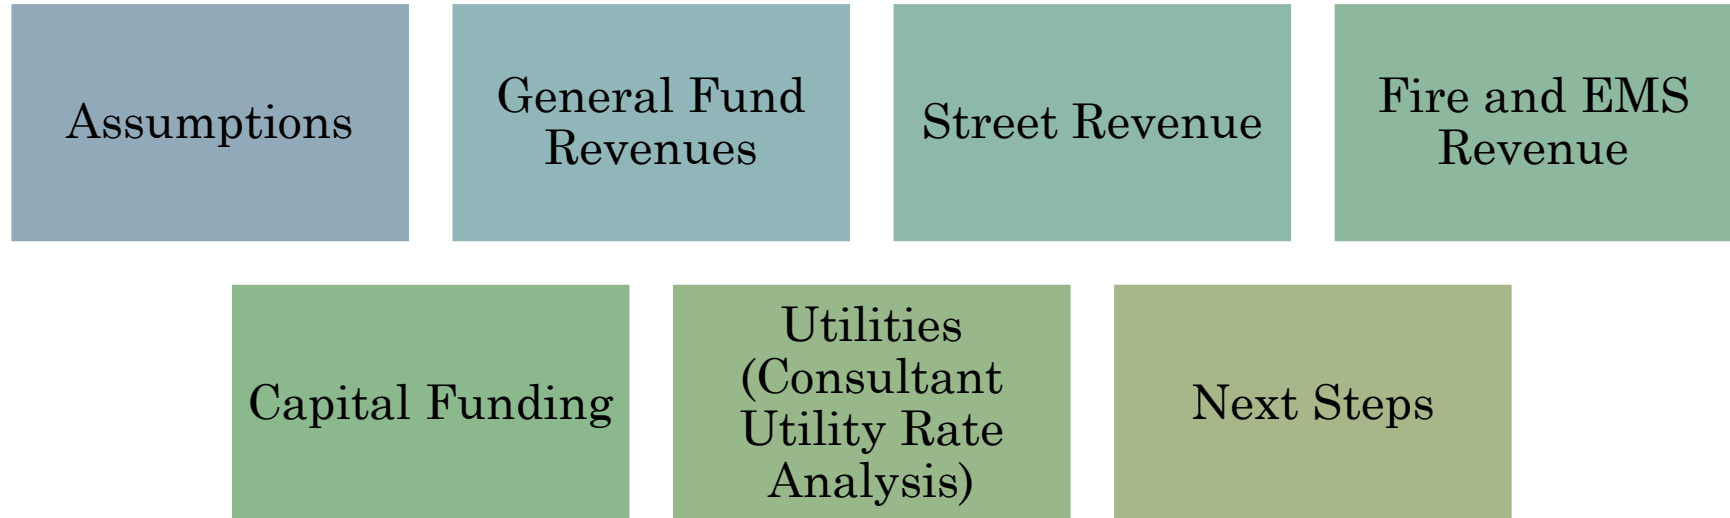 Assumptions
General Fund
Revenues
Street Revenue
Fire and EMS
Revenue
Capital Funding
Utilities
(Consultant
Utility Rate
Analysis)
Next Steps